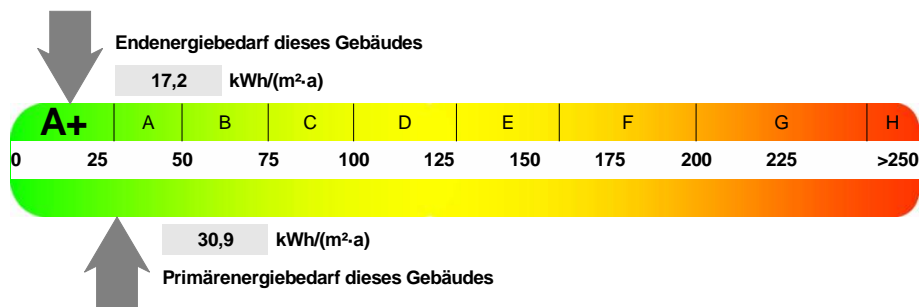 Endenergiebedarf dieses Gebäudes
17,2 kWh/(m²·a)
A+ A B C D E F G H
0 25 50 75 100 125 150 175 200 225 >250
30,9 kWh/(m²·a)
Primärenergiebedarf dieses Gebäudes